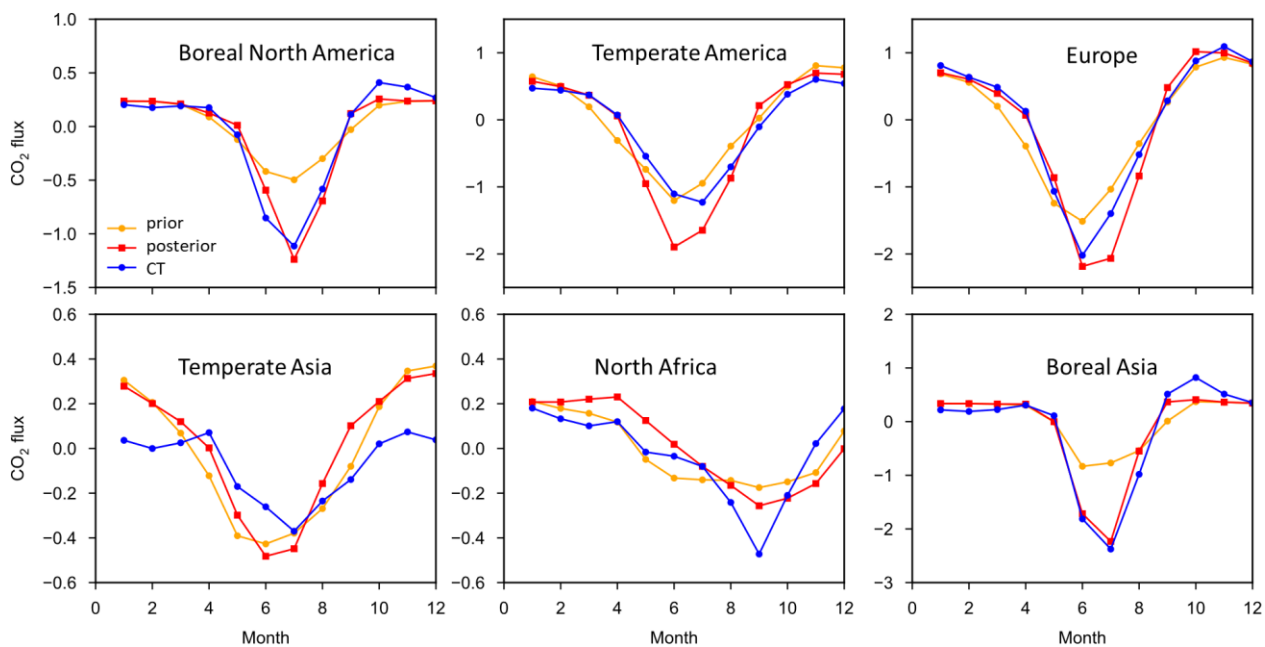 Boreal North America
Temperate America
Europe
CO2 flux
1.0
0.5
0.0
−0.5
−1.0
−1.5
prior
posterior
CT
1
0
−1
−2
1
0
−1
−2
Temperate Asia
North Africa
Boreal Asia
CO2 flux
0.6
0.4
0.2
0.0
−0.2
−0.4
−0.6
0.6
0.4
0.2
0.0
−0.2
−0.4
−0.6
2
1
0
−1
−2
−3
0 2 4 6 8 10 12
0 2 4 6 8 10 12
0 2 4 6 8 10 12
Month
Month
Month